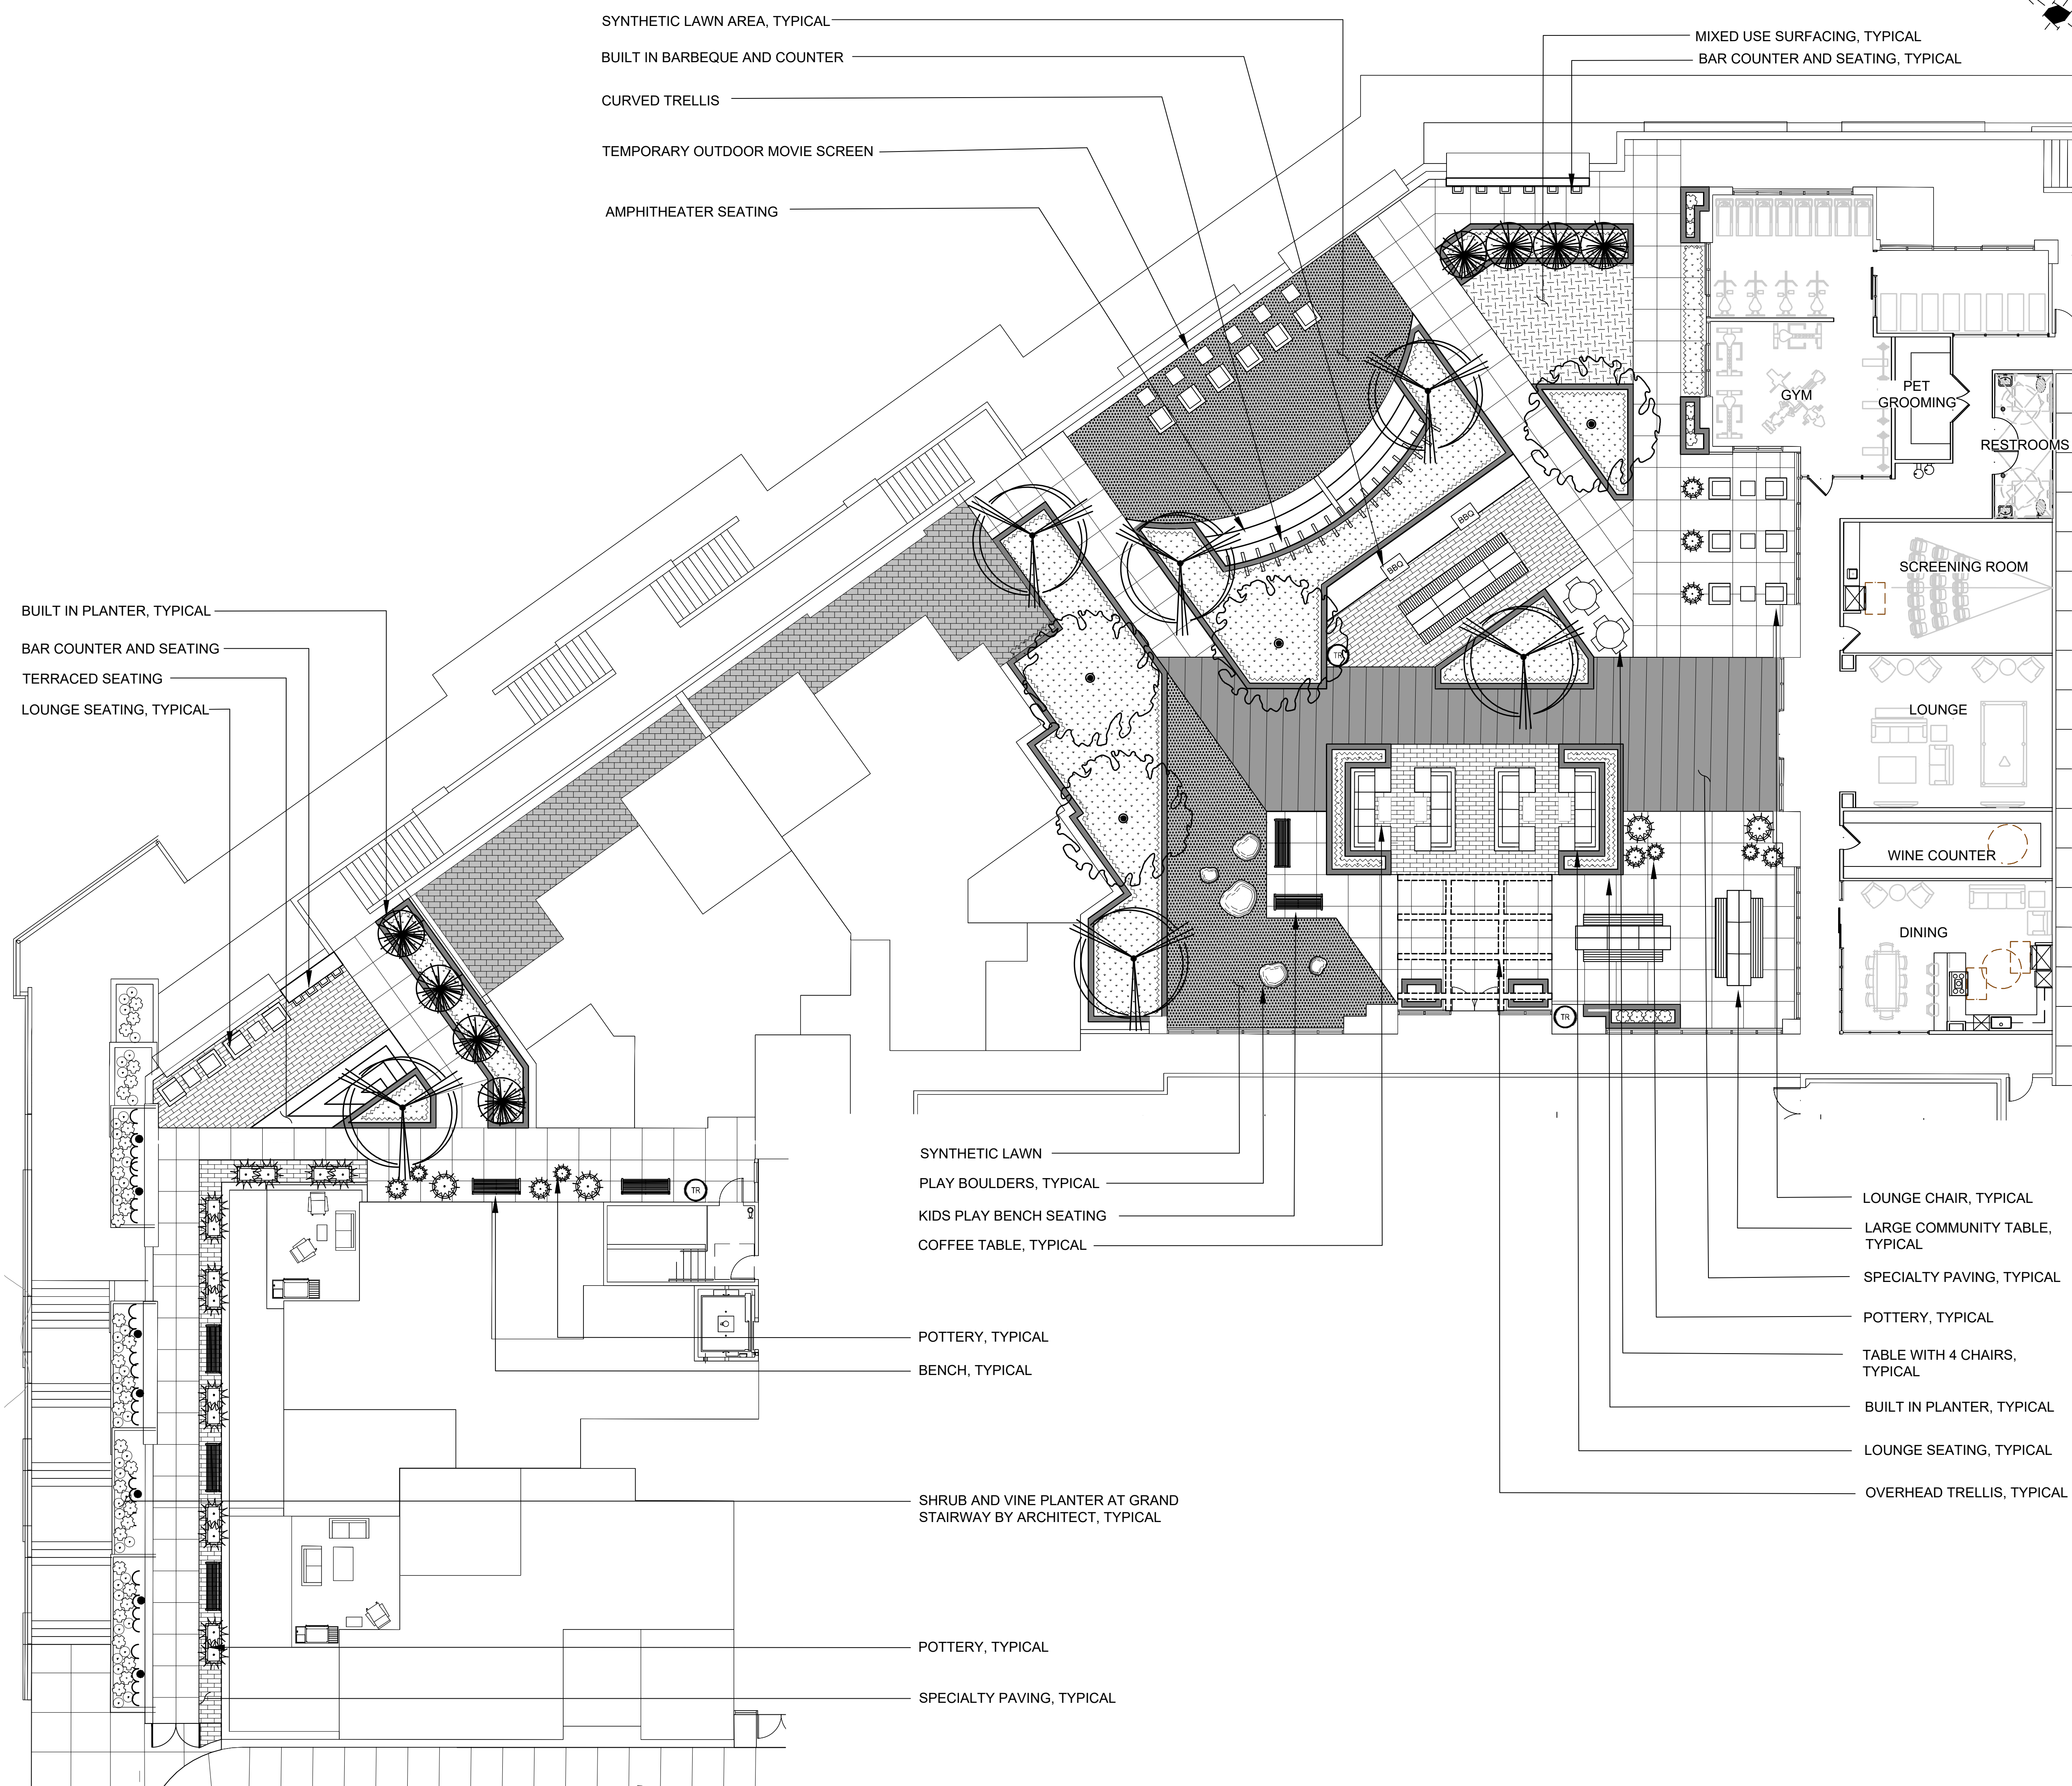 SYNTHETIC LAWN AREA, TYPICAL
BUILT IN BARBEQUE AND COUNTER
CURVED TRELLIS
TEMPORARY OUTDOOR MOVIE SCREEN
AMPHITHEATER SEATING
MIXED USE SURFACING, TYPICAL
BAR COUNTER AND SEATING, TYPICAL
BUILT IN PLANTER, TYPICAL
BAR COUNTER AND SEATING
TERRACED SEATING
LOUNGE SEATING, TYPICAL
GYM
PET
GROOMING
RESTROOMS
SCREENING ROOM
LOUNGE
WINE COUNTER
DINING
BBQ
BBQ
TR
TR
TR
SYNTHETIC LAWN
PLAY BOULDERS, TYPICAL
KIDS PLAY BENCH SEATING
COFFEE TABLE, TYPICAL
POTTERY, TYPICAL
BENCH, TYPICAL
SHRUB AND VINE PLANTER AT GRAND
STAIRWAY BY ARCHITECT, TYPICAL
POTTERY, TYPICAL
SPECIALTY PAVING, TYPICAL
LOUNGE CHAIR, TYPICAL
LARGE COMMUNITY TABLE,
TYPICAL
SPECIALTY PAVING, TYPICAL
POTTERY, TYPICAL
TABLE WITH 4 CHAIRS,
TYPICAL
BUILT IN PLANTER, TYPICAL
LOUNGE SEATING, TYPICAL
OVERHEAD TRELLIS, TYPICAL